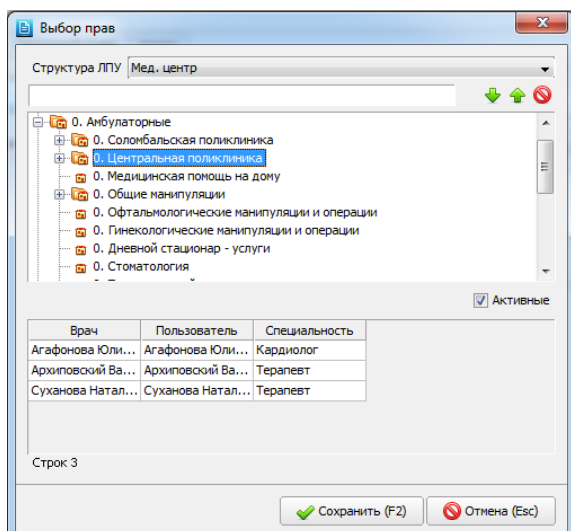 Выбор прав
Структура ЛПУ Мед. центр
0. Амбулаторные
0. Соломбальская поликлиника
0. Центральная поликлиника
0. Медицинская помощь на дому
0. Общие манипуляции
0. Офтальмологические манипуляции и операции
0. Гинекологические манипуляции и операции
0. Дневной стационар - услуги
0. Стоматология
Активные
Врач Пользователь Специальность
Агафонова Юли... Агафонова Юли... Кардиолог
Архиповский Ва... Архиповский Ва... Терапевт
Суханова Натал... Суханова Натал... Терапевт
Строк 3
Сохранить (F2) Отмена (Esc)